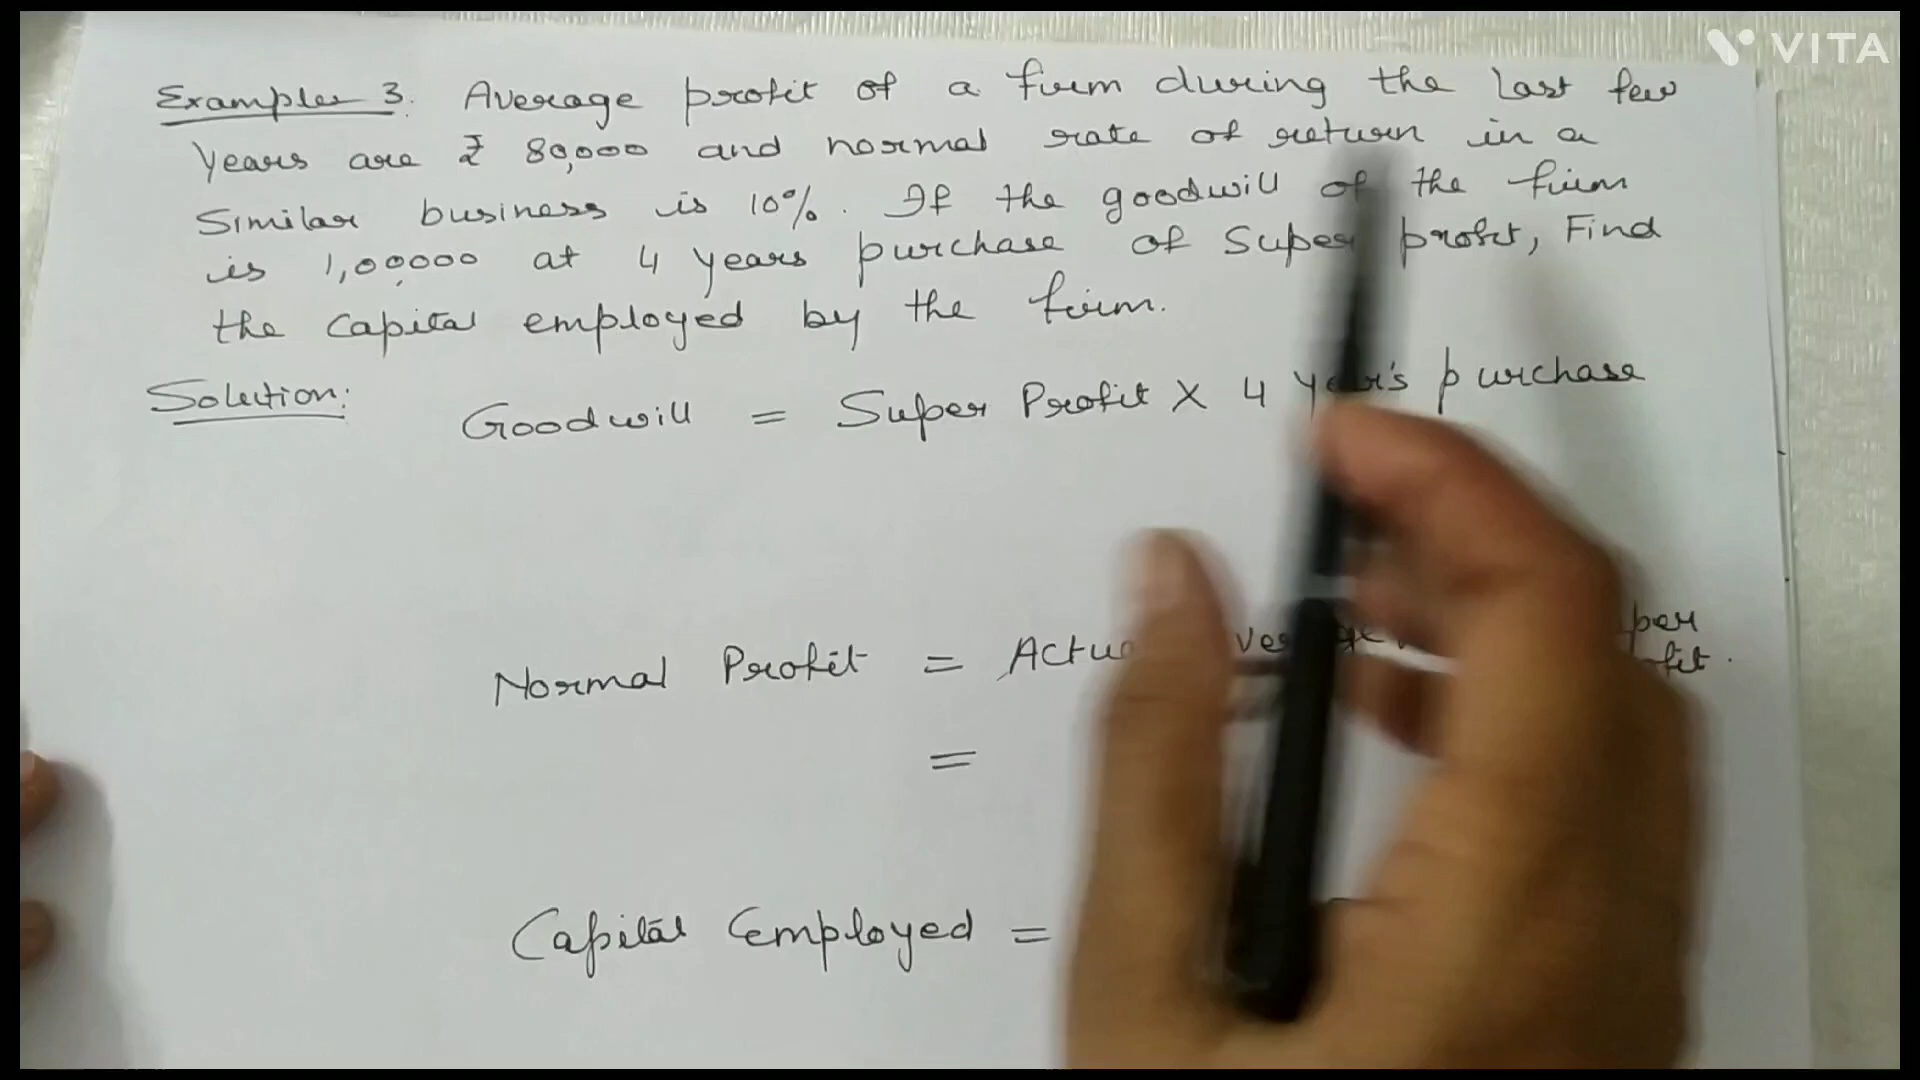 VITA
Example 3. Average profit of a firm during the last few
years are ₹ 80,000 and normal rate of return in a
similar business is 10%. If the goodwill of the firm
is 1,00,000 at 4 years purchase of super profit, Find
the capital employed by the firm.
Solution:
Goodwill = Super Profit X 4 year's purchase
Normal Profit =
=
Capital Employed =